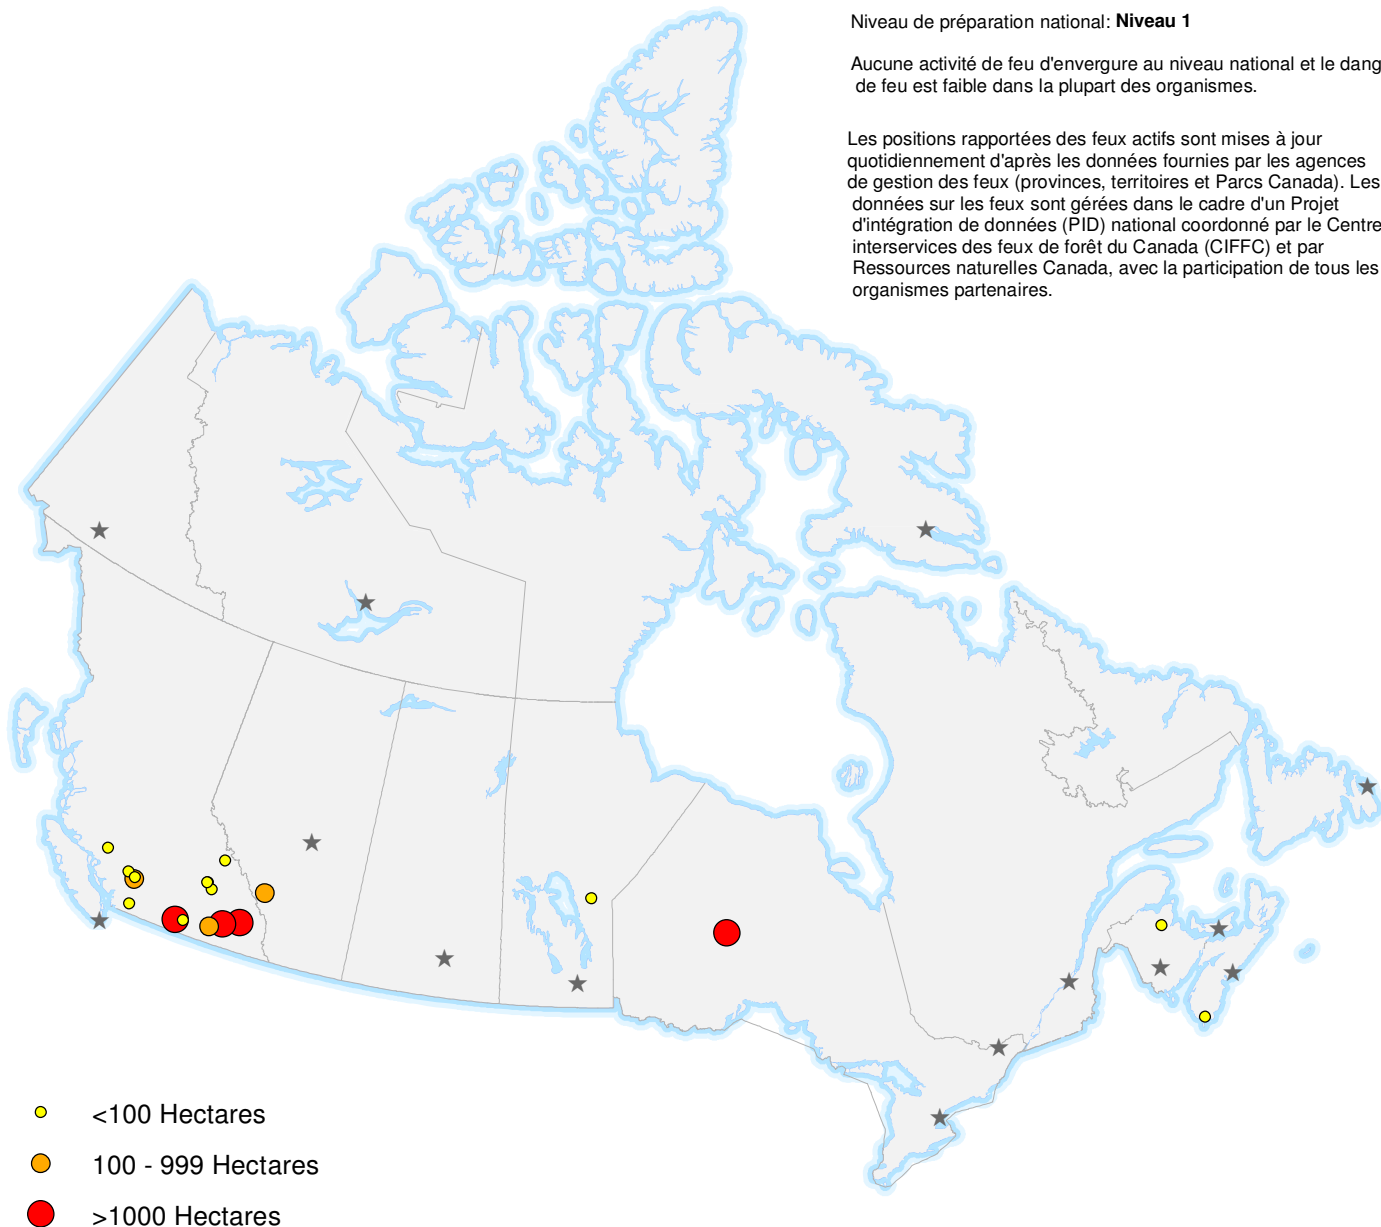 Niveau de préparation national: Niveau 1
Aucune activité de feu d'envergure au niveau national et le dang
de feu est faible dans la plupart des organismes.
Les positions rapportées des feux actifs sont mises à jour
quotidiennement d'après les données fournies par les agences
de gestion des feux (provinces, territoires et Parcs Canada). Les
données sur les feux sont gérées dans le cadre d'un Projet
d'intégration de données (PID) national coordonné par le Centre
interservices des feux de forêt du Canada (CIFFC) et par
Ressources naturelles Canada, avec la participation de tous les
organismes partenaires.
<100 Hectares
100 - 999 Hectares
>1000 Hectares